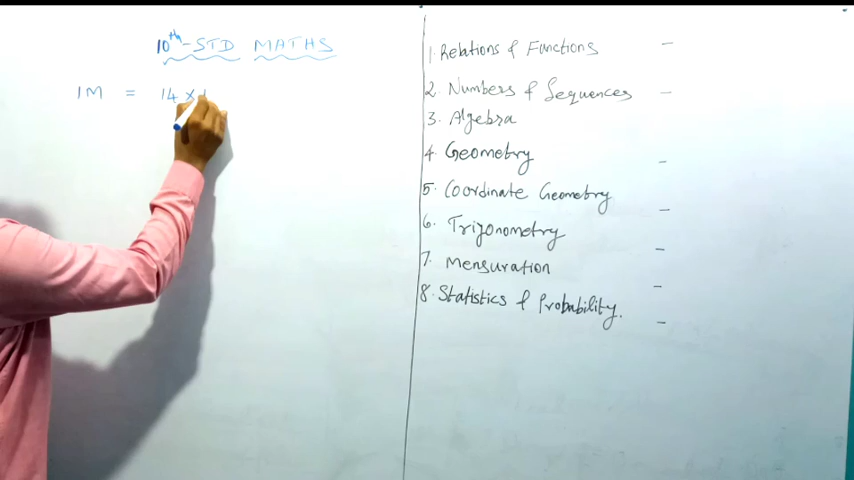 10th-STD MATHS
1M = 14 × 1
1. Relations & Functions -
2. Numbers & Sequences -
3. Algebra
4. Geometry -
5. Coordinate Geometry -
6. Trigonometry -
7. Mensuration -
8. Statistics & Probability. -